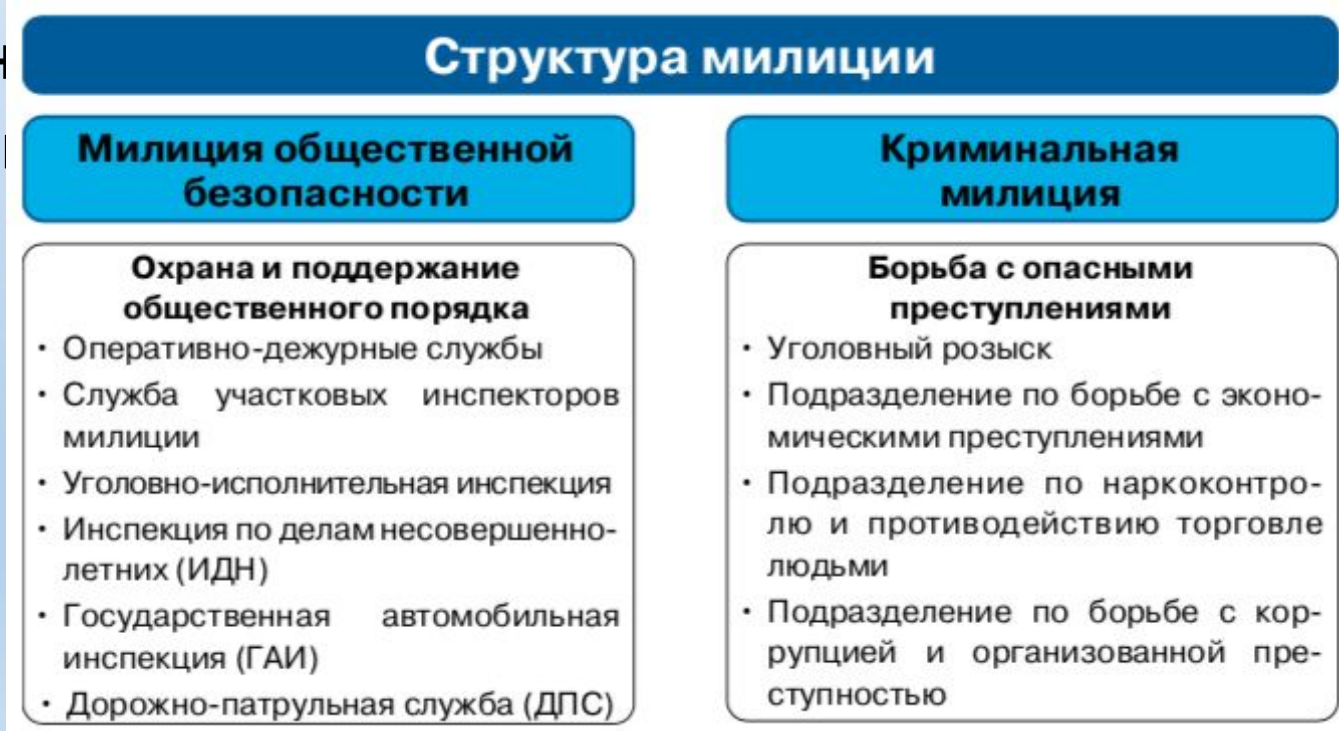 Структура милиции
Милиция общественной
безопасности
Охрана и поддержание
общественного порядка
· Оперативно-дежурные службы
· Служба участковых инспекторов
милиции
· Уголовно-исполнительная инспекция
· Инспекция по делам несовершенно-
летних (ИДН)
· Государственная автомобильная
инспекция (ГАИ)
· Дорожно-патрульная служба (ДПС)
Криминальная
милиция
Борьба с опасными
преступлениями
· Уголовный розыск
· Подразделение по борьбе с эконо-
мическими преступлениями
· Подразделение по наркоконтро-
лю и противодействию торговле
людьми
· Подразделение по борьбе с кор-
рупцией и организованной пре-
ступностью